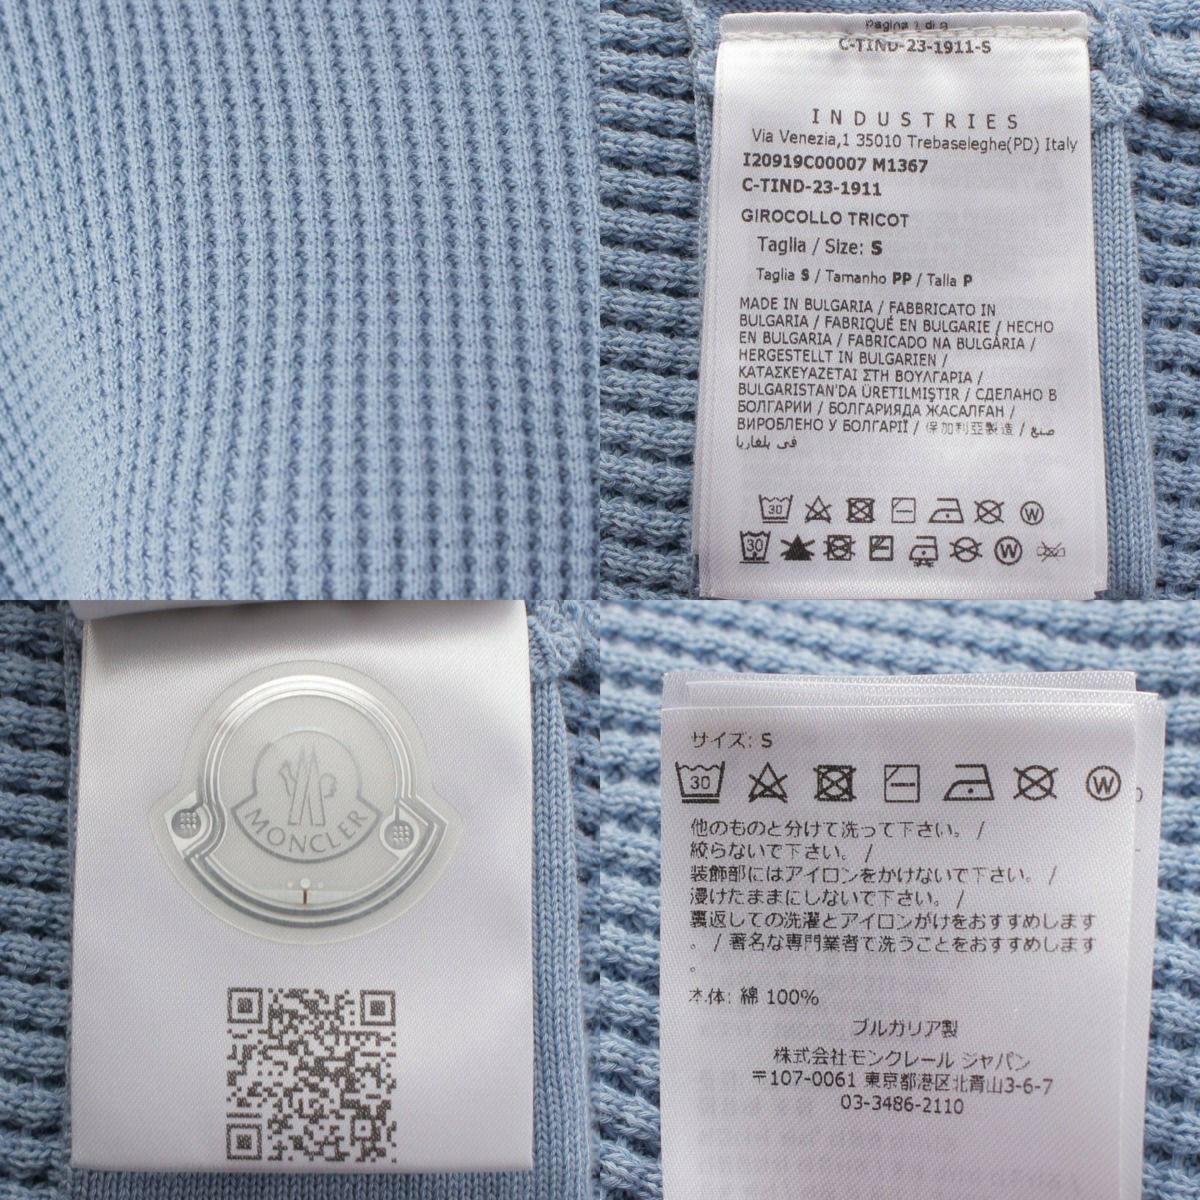 Pagina 1 di 9
C-TIND-23-1911-S
INDUSTRIES
Via Venezia,1 35010 Trebaseleghe(PD) Italy
I20919C00007 M1367
C-TIND-23-1911
GIROCOLLO TRICOT
Taglia / Size: S
Taglia S / Tamanho PP / Talla P
MADE IN BULGARIA / FABBRICATO IN
BULGARIA / FABRIQUÉ EN BULGARIE / HECHO
EN BULGARIA / FABRICADO NA BULGÁRIA /
HERGESTELLT IN BULGARIEN /
ΚΑΤΑΣΚΕΥΑΖΕΤΑΙ ΣΤΗ ΒΟΥΛΓΑΡΙΑ /
BULGARISTAN'DA ÜRETILMIŞTIR / СДЕЛАНО В
БОЛГАРИИ / БОЛГАРИЯДА ЖАСАЛҒАН /
ВИРОБЛЕНО У БОЛГАРІЇ / 保加利亞製造 / صنع
في بلغاريا
30 W
30 W
MONCLER
サイズ: S
30 W
他のものと分けて洗って下さい。 /
絞らないで下さい。 /
装飾部にはアイロンをかけないで下さい。 /
浸けたままにしないで下さい。 /
裏返しての洗濯とアイロンがけをおすすめします
。 / 著名な専門業者で洗うことをおすすめします
。
本体: 綿 100%
ブルガリア製
株式会社モンクレール ジャパン
〒107-0061 東京都港区北青山3-6-7
03-3486-2110